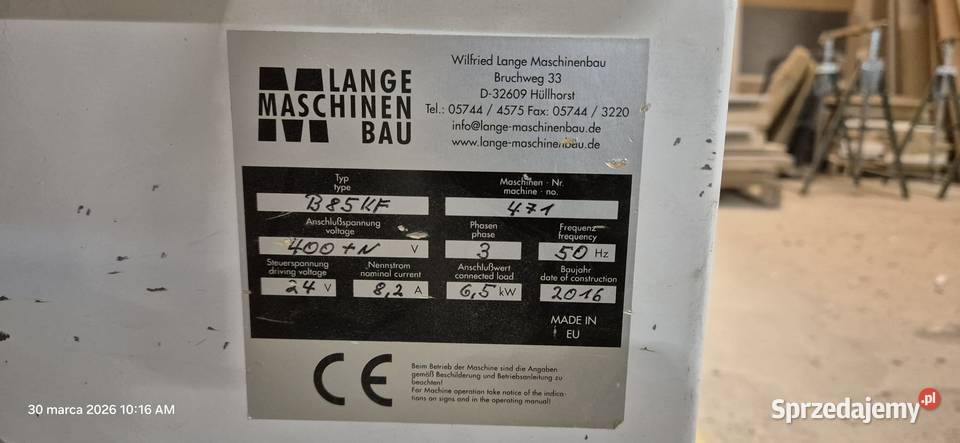 LANGE
MASCHINEN
BAU
Wilfried Lange Maschinenbau
Bruchweg 33
D-32609 Hüllhorst
Tel.: 05744 / 4575 Fax: 05744 / 3220
info@lange-maschinenbau.de
www.lange-maschinenbau.de
Typ
type
B85KF
Maschinen - Nr.
machine - no.
471
Anschlußspannung
voltage
400+N V
Phasen
phase
3
Frequenz
frequency
50 Hz
Steuerspannung
driving voltage
24 V
Nennstrom
nominal current
8,2 A
Anschlußwert
connected load
6,5 kW
Baujahr
date of construction
2016
MADE IN
EU
CE
Beim Betrieb der Maschine sind die Angaben
gemäß Beschilderung und Betriebsanleitung zu
beachten!
For Machine operation take notice of the indica-
tions on signs and in the operating manual!
30 marca 2026 10:16 AM
Sprzedajemy.pl